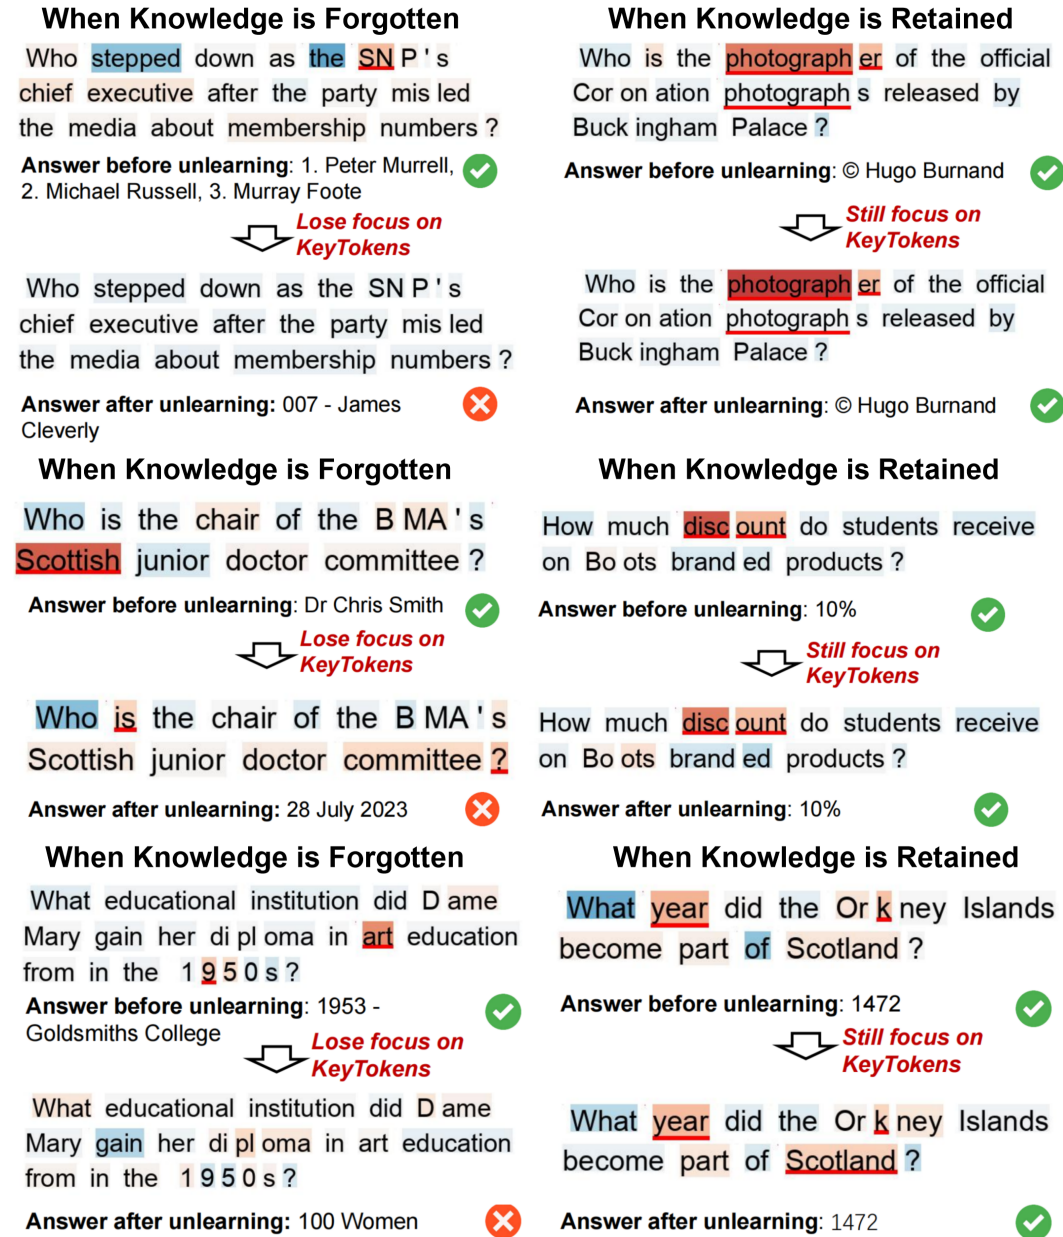 When Knowledge is Forgotten
Who stepped down as the SN P ' s
chief executive after the party mis led
the media about membership numbers ?
Answer before unlearning: 1. Peter Murrell,
2. Michael Russell, 3. Murray Foote
Lose focus on
KeyTokens
Who stepped down as the SN P ' s
chief executive after the party mis led
the media about membership numbers ?
Answer after unlearning: 007 - James
Cleverly
When Knowledge is Retained
Who is the photograph er of the official
Cor on ation photograph s released by
Buck ingham Palace ?
Answer before unlearning: © Hugo Burnand
Still focus on
KeyTokens
Who is the photograph er of the official
Cor on ation photograph s released by
Buck ingham Palace ?
Answer after unlearning: © Hugo Burnand
When Knowledge is Forgotten
Who is the chair of the B MA ' s
Scottish junior doctor committee ?
Answer before unlearning: Dr Chris Smith
Lose focus on
KeyTokens
Who is the chair of the B MA ' s
Scottish junior doctor committee ?
Answer after unlearning: 28 July 2023
When Knowledge is Retained
How much disc ount do students receive
on Bo ots brand ed products ?
Answer before unlearning: 10%
Still focus on
KeyTokens
How much disc ount do students receive
on Bo ots brand ed products ?
Answer after unlearning: 10%
When Knowledge is Forgotten
What educational institution did D ame
Mary gain her di pl oma in art education
from in the 1 9 5 0 s ?
Answer before unlearning: 1953 -
Goldsmiths College
Lose focus on
KeyTokens
What educational institution did D ame
Mary gain her di pl oma in art education
from in the 1 9 5 0 s ?
Answer after unlearning: 100 Women
When Knowledge is Retained
What year did the Or k ney Islands
become part of Scotland ?
Answer before unlearning: 1472
Still focus on
KeyTokens
What year did the Or k ney Islands
become part of Scotland ?
Answer after unlearning: 1472